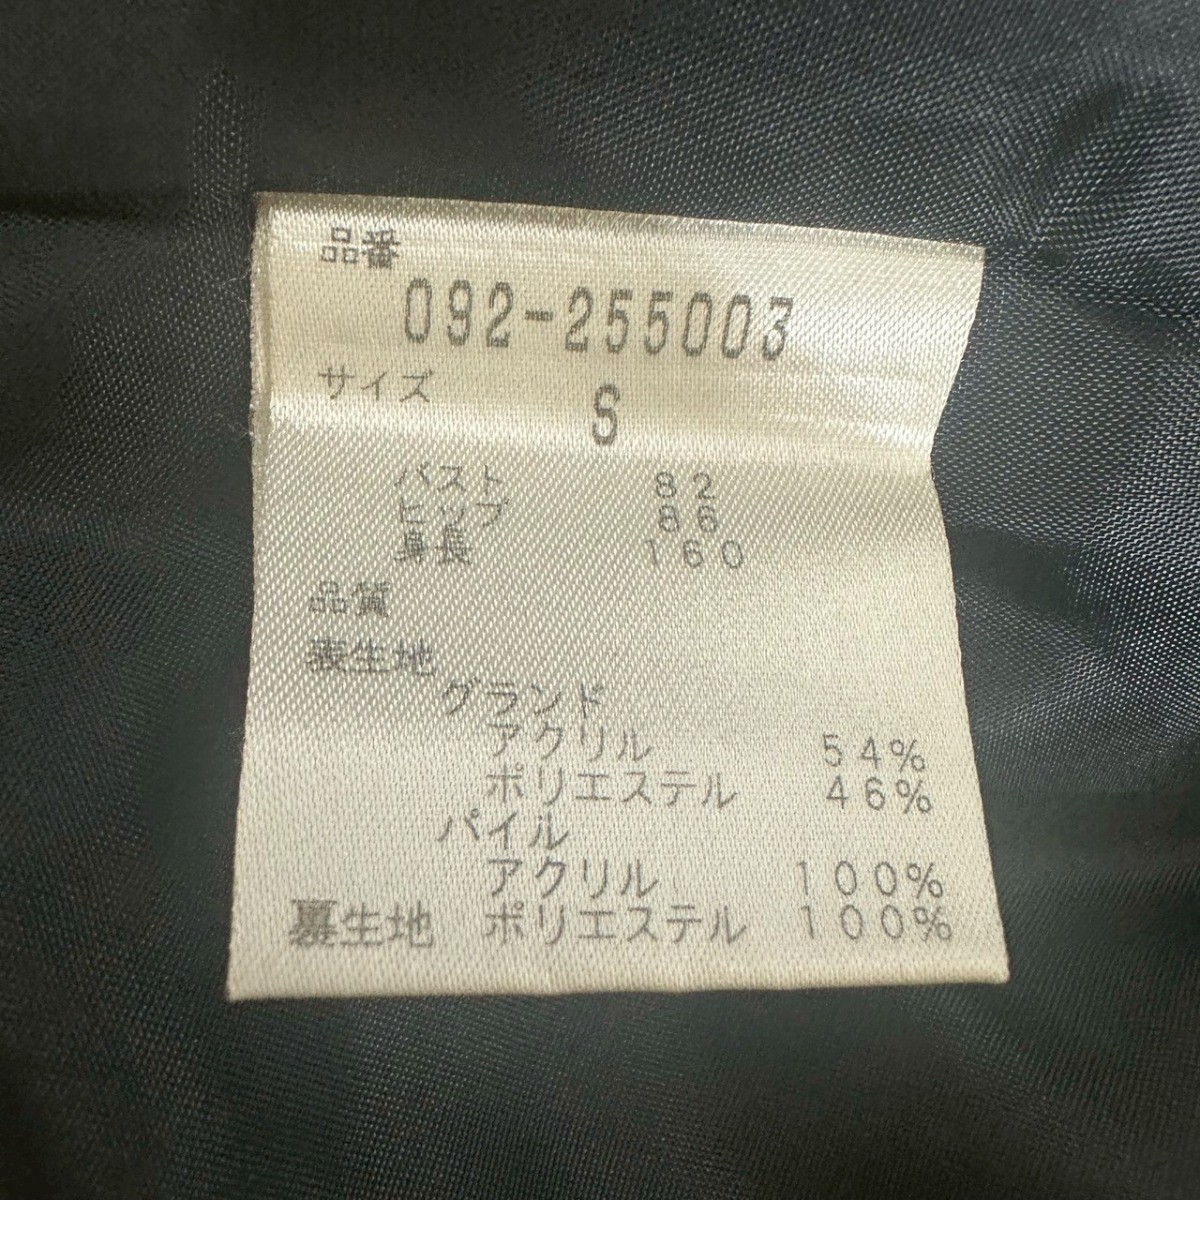 品番
092-255003
サイズ
S
バスト 82
ヒップ 86
身長 160
品質
表生地
グランド
アクリル 54%
ポリエステル 46%
パイル
アクリル 100%
裏生地 ポリエステル 100%